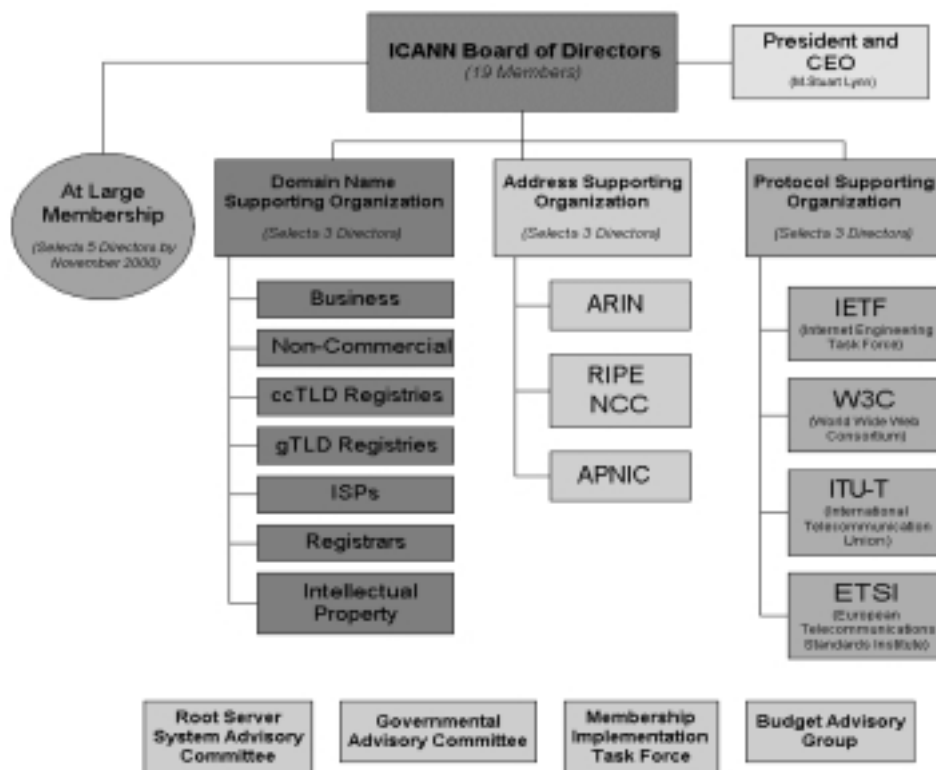 ICANN Board of Directors
(19 Members)
President and
CEO
(M.Stuart Lynn)
At Large
Membership
(Selects 5 Directors by
November 2000)
Domain Name
Supporting Organization
(Selects 3 Directors)
Business
Non-Commercial
ccTLD Registries
gTLD Registries
ISPs
Registrars
Intellectual
Property
Address Supporting
Organization
(Selects 3 Directors)
ARIN
RIPE
NCC
APNIC
Protocol Supporting
Organization
(Selects 3 Directors)
IETF
(Internet Engineering
Task Force)
W3C
(World Wide Web
Consortium)
ITU-T
(International
Telecommunication
Union)
ETSI
(European
Telecommunications
Standards Institute)
Root Server
System Advisory
Committee
Governmental
Advisory Committee
Membership
Implementation
Task Force
Budget Advisory
Group